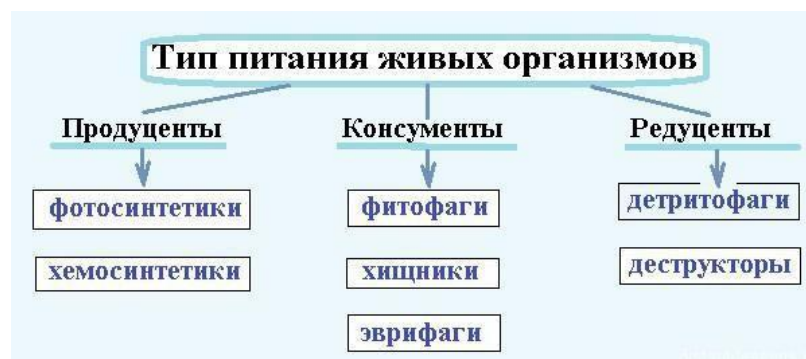 Тип питания живых организмов
Продуценты
фотосинтетики
хемосинтетики
Консументы
фитофаги
хищники
эврифаги
Редуценты
детритофаги
деструкторы